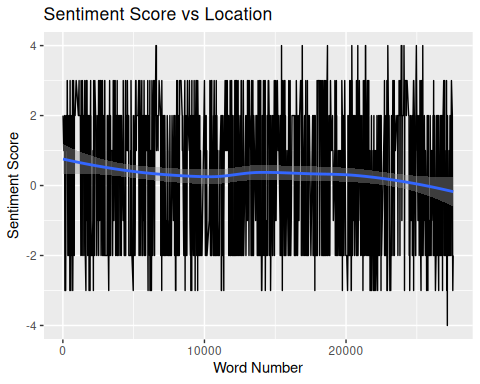 Sentiment Score vs Location
Sentiment Score
4
2
0
-2
-4
0 10000 20000
Word Number